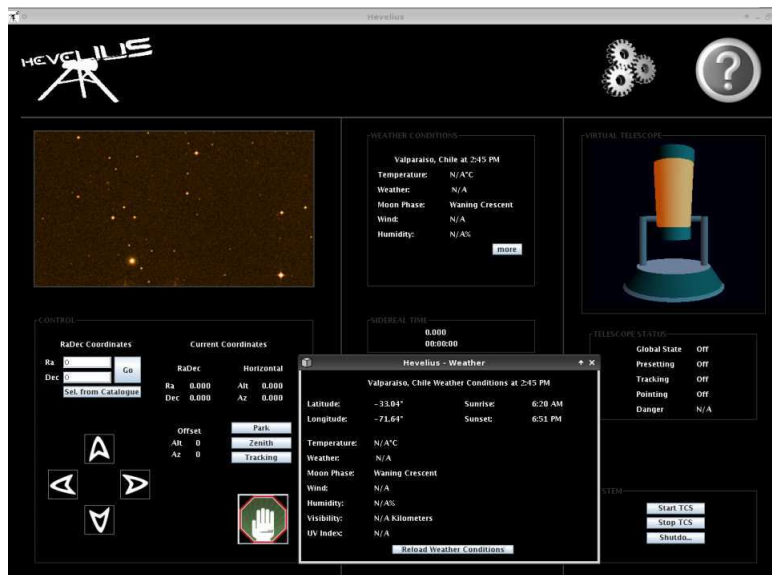 Hevelius
HEVELIUS
WEATHER CONDITIONS
Valparaiso, Chile at 2:45 PM
Temperature: N/A°C
Weather: N/A
Moon Phase: Waning Crescent
Wind: N/A
Humidity: N/A%
more
VIRTUAL TELESCOPE
CONTROL
RaDec Coordinates
Ra 0
Dec 0
Go
Sel. from Catalogue
Current Coordinates
RaDec Horizontal
Ra 0.000 Alt 0.000
Dec 0.000 Az 0.000
Offset
Alt 0
Az 0
Park
Zenith
Tracking
SIDEREAL TIME
0.000
00:00:00
TELESCOPE STATUS
Global State Off
Presetting Off
Tracking Off
Pointing Off
Danger N/A
STEM
Start TCS
Stop TCS
Shutdo...
Hevelius - Weather
Valparaiso, Chile Weather Conditions at 2:45 PM
Latitude: -33.04° Sunrise: 6:20 AM
Longitude: -71.64° Sunset: 6:51 PM
Temperature: N/A°C
Weather: N/A
Moon Phase: Waning Crescent
Wind: N/A
Humidity: N/A%
Visibility: N/A Kilometers
UV Index: N/A
Reload Weather Conditions